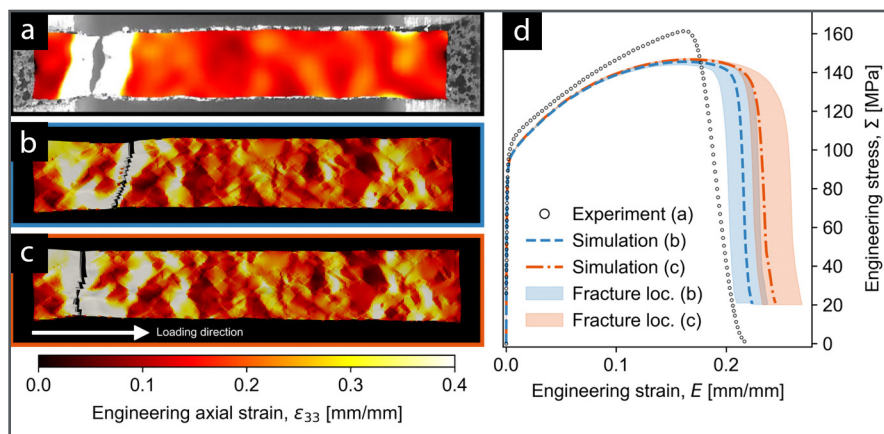 a
b
c
Loading direction
0.0 0.1 0.2 0.3 0.4
Engineering axial strain, ε33 [mm/mm]
d
160
140
120
100
80
60
40
20
0
Engineering stress, Σ [MPa]
Experiment (a)
Simulation (b)
Simulation (c)
Fracture loc. (b)
Fracture loc. (c)
0.0 0.1 0.2
Engineering strain, E [mm/mm]